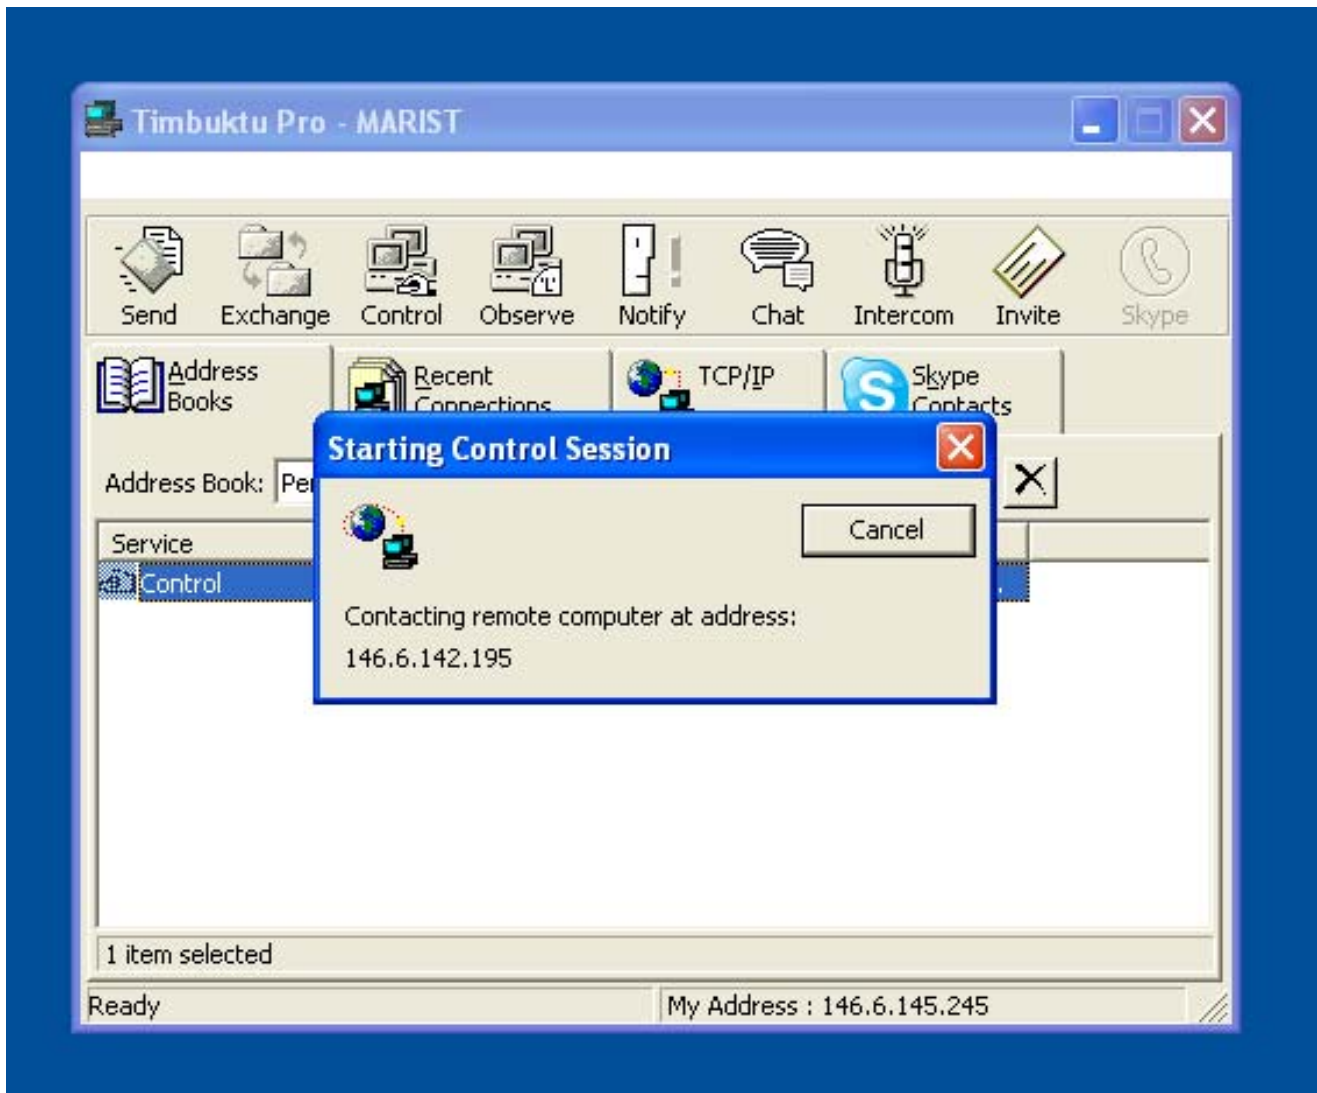 Timbuktu Pro - MARIST
Send Exchange Control Observe Notify Chat Intercom Invite Skype
Address Books
Recent Connections
TCP/IP
Skype Contacts
Starting Control Session
Address Book:
Cancel
Service
Control
Contacting remote computer at address:
146.6.142.195
1 item selected
Ready
My Address : 146.6.145.245